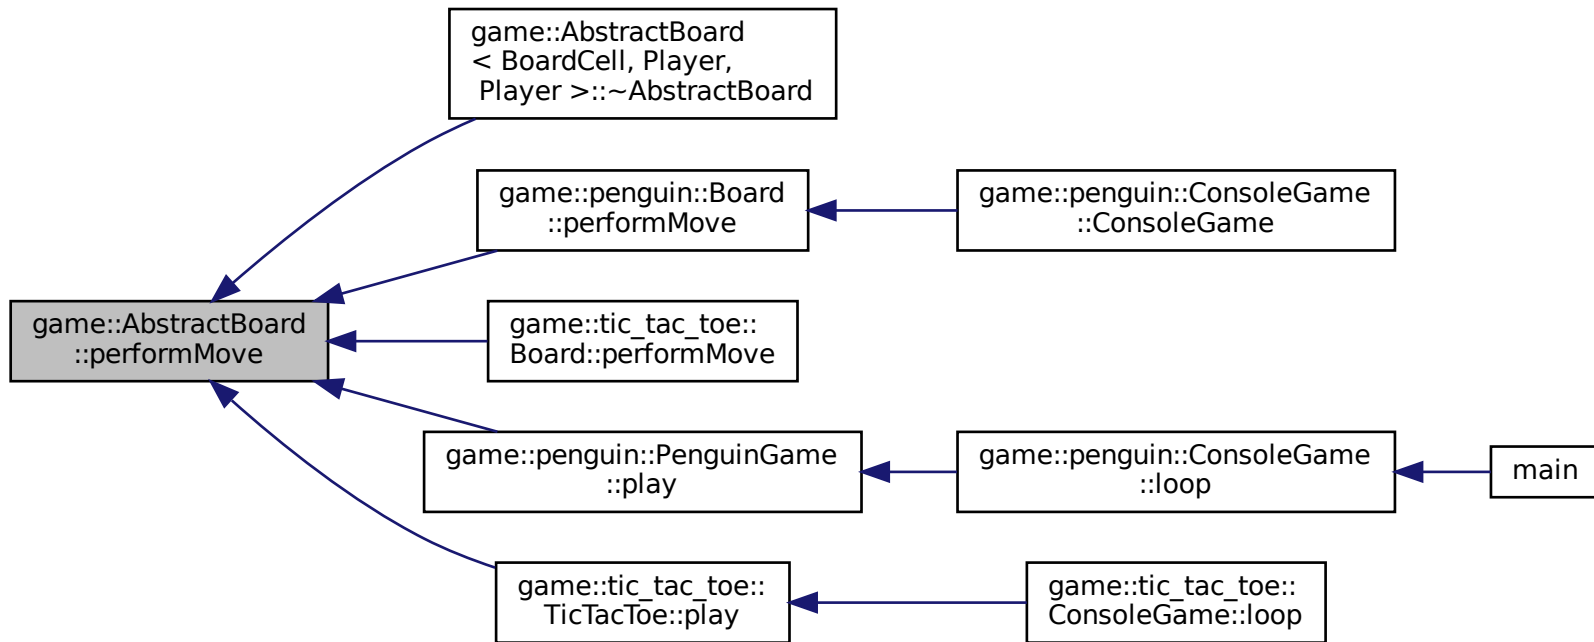 game::AbstractBoard
< BoardCell, Player,
 Player >::~AbstractBoard
game::penguin::Board
::performMove
game::penguin::ConsoleGame
::ConsoleGame
game::AbstractBoard
::performMove
game::tic_tac_toe::
Board::performMove
game::penguin::PenguinGame
::play
game::penguin::ConsoleGame
::loop
main
game::tic_tac_toe::
TicTacToe::play
game::tic_tac_toe::
ConsoleGame::loop